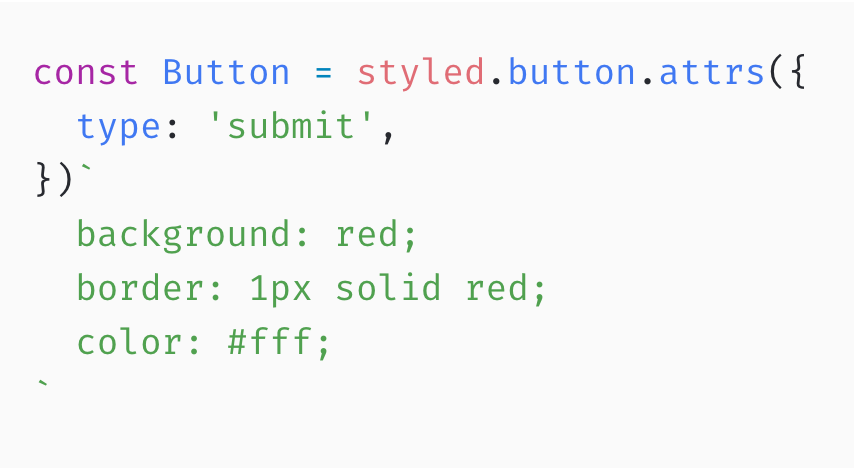 const Button = styled.button.attrs({
  type: 'submit',
})`
  background: red;
  border: 1px solid red;
  color: #fff;
`